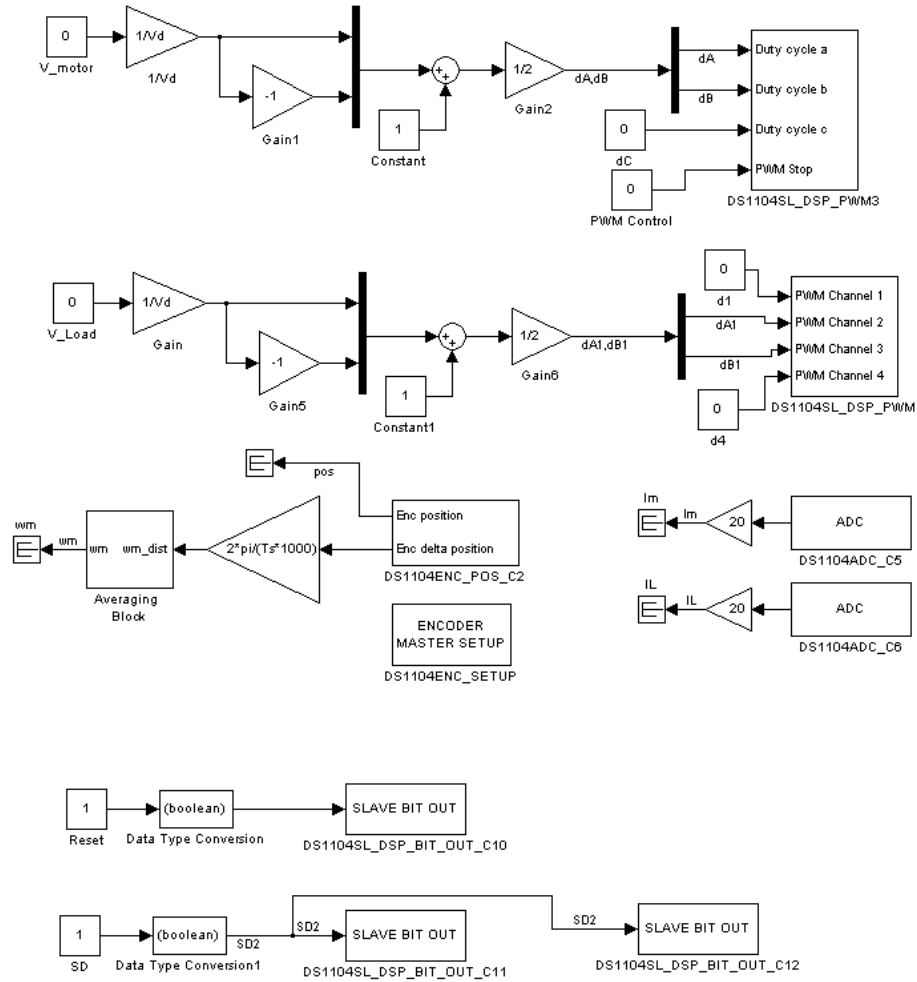 0
V_motor
1/Vd
1/Vd
-1
Gain1
1
Constant
+
+
1/2
Gain2
dA,dB
dA
dB
0
dC
0
PWM Control
Duty cycle a
Duty cycle b
Duty cycle c
PWM Stop
DS1104SL_DSP_PWM3
0
V_Load
1/Vd
Gain
-1
Gain5
1
Constant1
+
+
1/2
Gain6
dA1,dB1
0
d1
dA1
dB1
0
d4
PWM Channel 1
PWM Channel 2
PWM Channel 3
PWM Channel 4
DS1104SL_DSP_PWM
pos
wm
wm
wm wm_dist
Averaging
Block
2*pi/(Ts*1000)
Enc position
Enc delta position
DS1104ENC_POS_C2
ENCODER
MASTER SETUP
DS1104ENC_SETUP
Im
Im
20
ADC
DS1104ADC_C5
IL
IL
20
ADC
DS1104ADC_C6
1
Reset
(boolean)
Data Type Conversion
SLAVE BIT OUT
DS1104SL_DSP_BIT_OUT_C10
1
SD
(boolean)
Data Type Conversion1
SD2
SD2
SLAVE BIT OUT
DS1104SL_DSP_BIT_OUT_C11
SD2
SLAVE BIT OUT
DS1104SL_DSP_BIT_OUT_C12